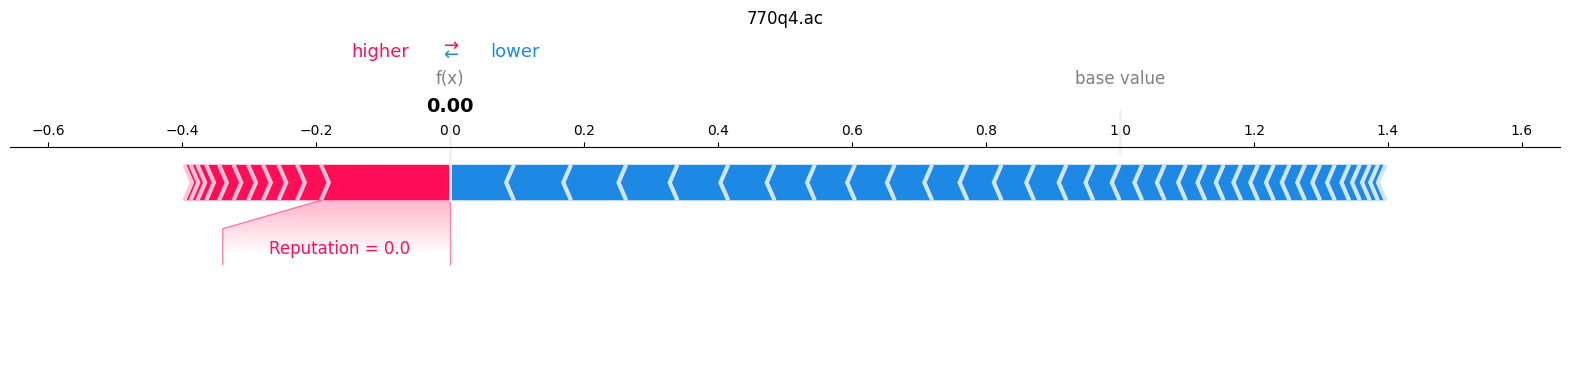 770q4.ac
higher → ← lower
f(x) base value
0.00
−0.6 −0.4 −0.2 0.0 0.2 0.4 0.6 0.8 1.0 1.2 1.4 1.6
Reputation = 0.0